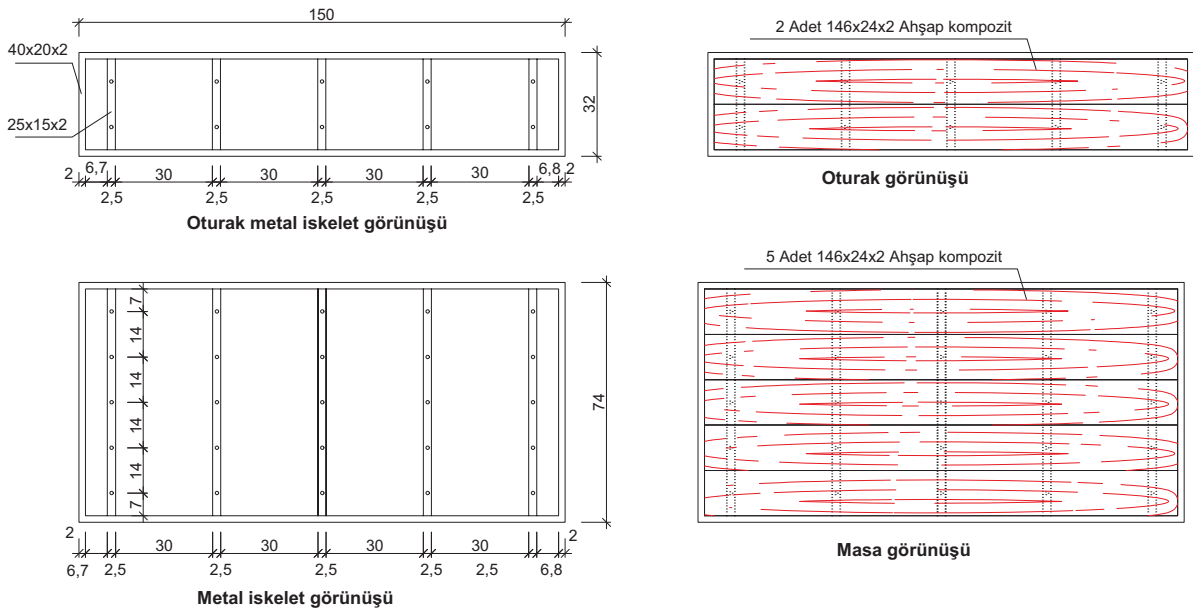 150
40x20x2
25x15x2
32
2 6,7 30 30 30 30 6,8 2
2,5 2,5 2,5 2,5 2,5
Oturak metal iskelet görünüşü
2 Adet 146x24x2 Ahşap kompozit
Oturak görünüşü
7
14
14
14
14
7
74
2 30 30 30 30 2
6,7 2,5 2,5 2,5 2,5 2,5 6,8
Metal iskelet görünüşü
5 Adet 146x24x2 Ahşap kompozit
Masa görünüşü